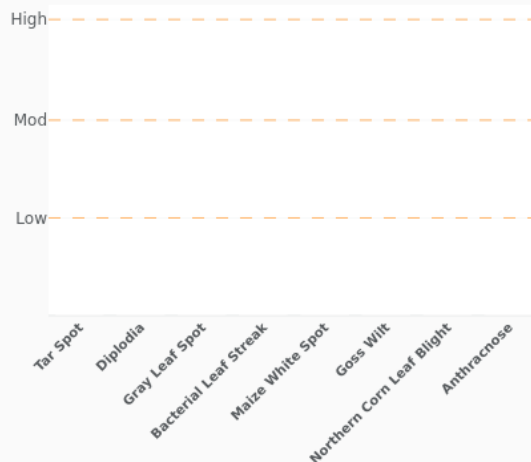 High
Mod
Low
Tar Spot
Diplodia
Gray Leaf Spot
Bacterial Leaf Streak
Maize White Spot
Goss Wilt
Northern Corn Leaf Blight
Anthracnose